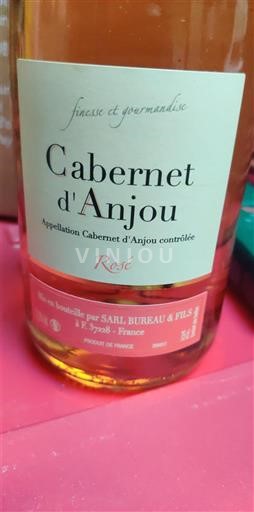 finesse et gourmandise
Cabernet
d'Anjou
Appellation Cabernet d'Anjou contrôlée
VINIOU
Rosé
Mis en bouteille par SARL BUREAU & FILS
à F. 37228 - France
PRODUIT DE FRANCE